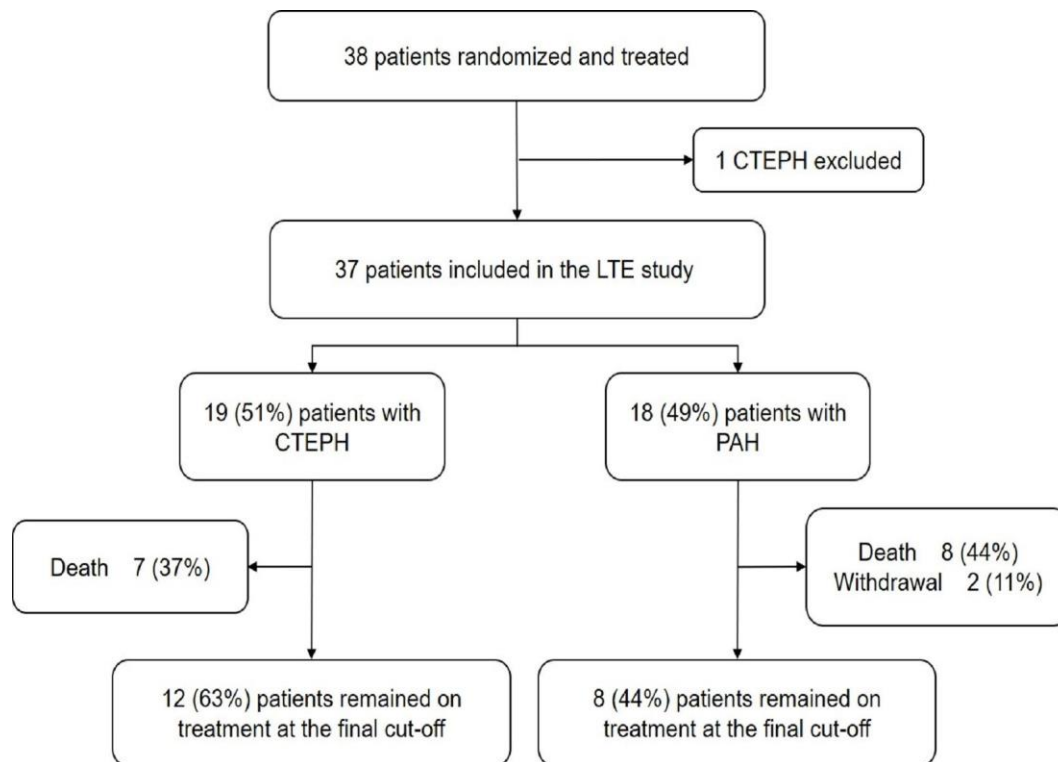 38 patients randomized and treated
1 CTEPH excluded
37 patients included in the LTE study
19 (51%) patients with
CTEPH
18 (49%) patients with
PAH
Death 7 (37%)
Death 8 (44%)
Withdrawal 2 (11%)
12 (63%) patients remained on
treatment at the final cut-off
8 (44%) patients remained on
treatment at the final cut-off